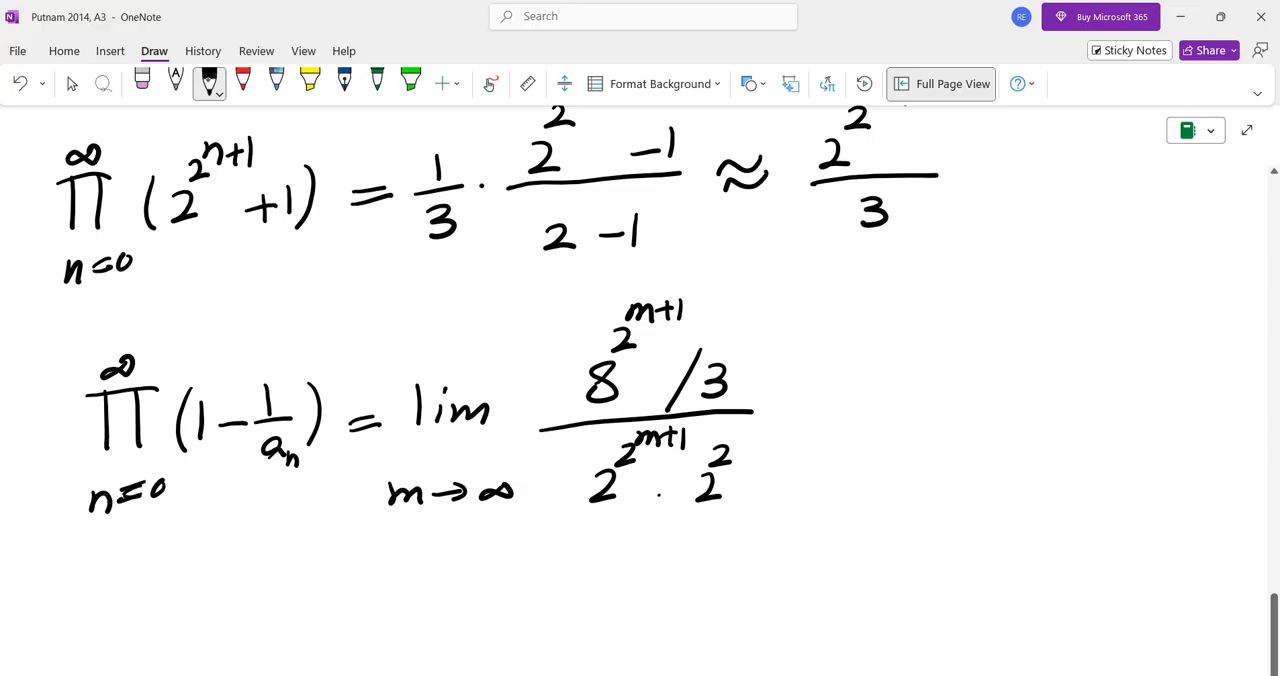 Putnam 2014, A3 - OneNote
Search
RE
Buy Microsoft 365
File Home Insert Draw History Review View Help
Sticky Notes
Share
Format Background
Full Page View
∞
∏ (2^{2^{n+1}} +1) = 1/3 · (2^{2} -1)/(2 -1) ≈ 2^{2}/3
n=0
∞
∏ (1 - 1/a_n) = lim (8^{2^{m+1}} /3)/(2^{2^{m+1}} · 2^{2})
n=0 m→∞